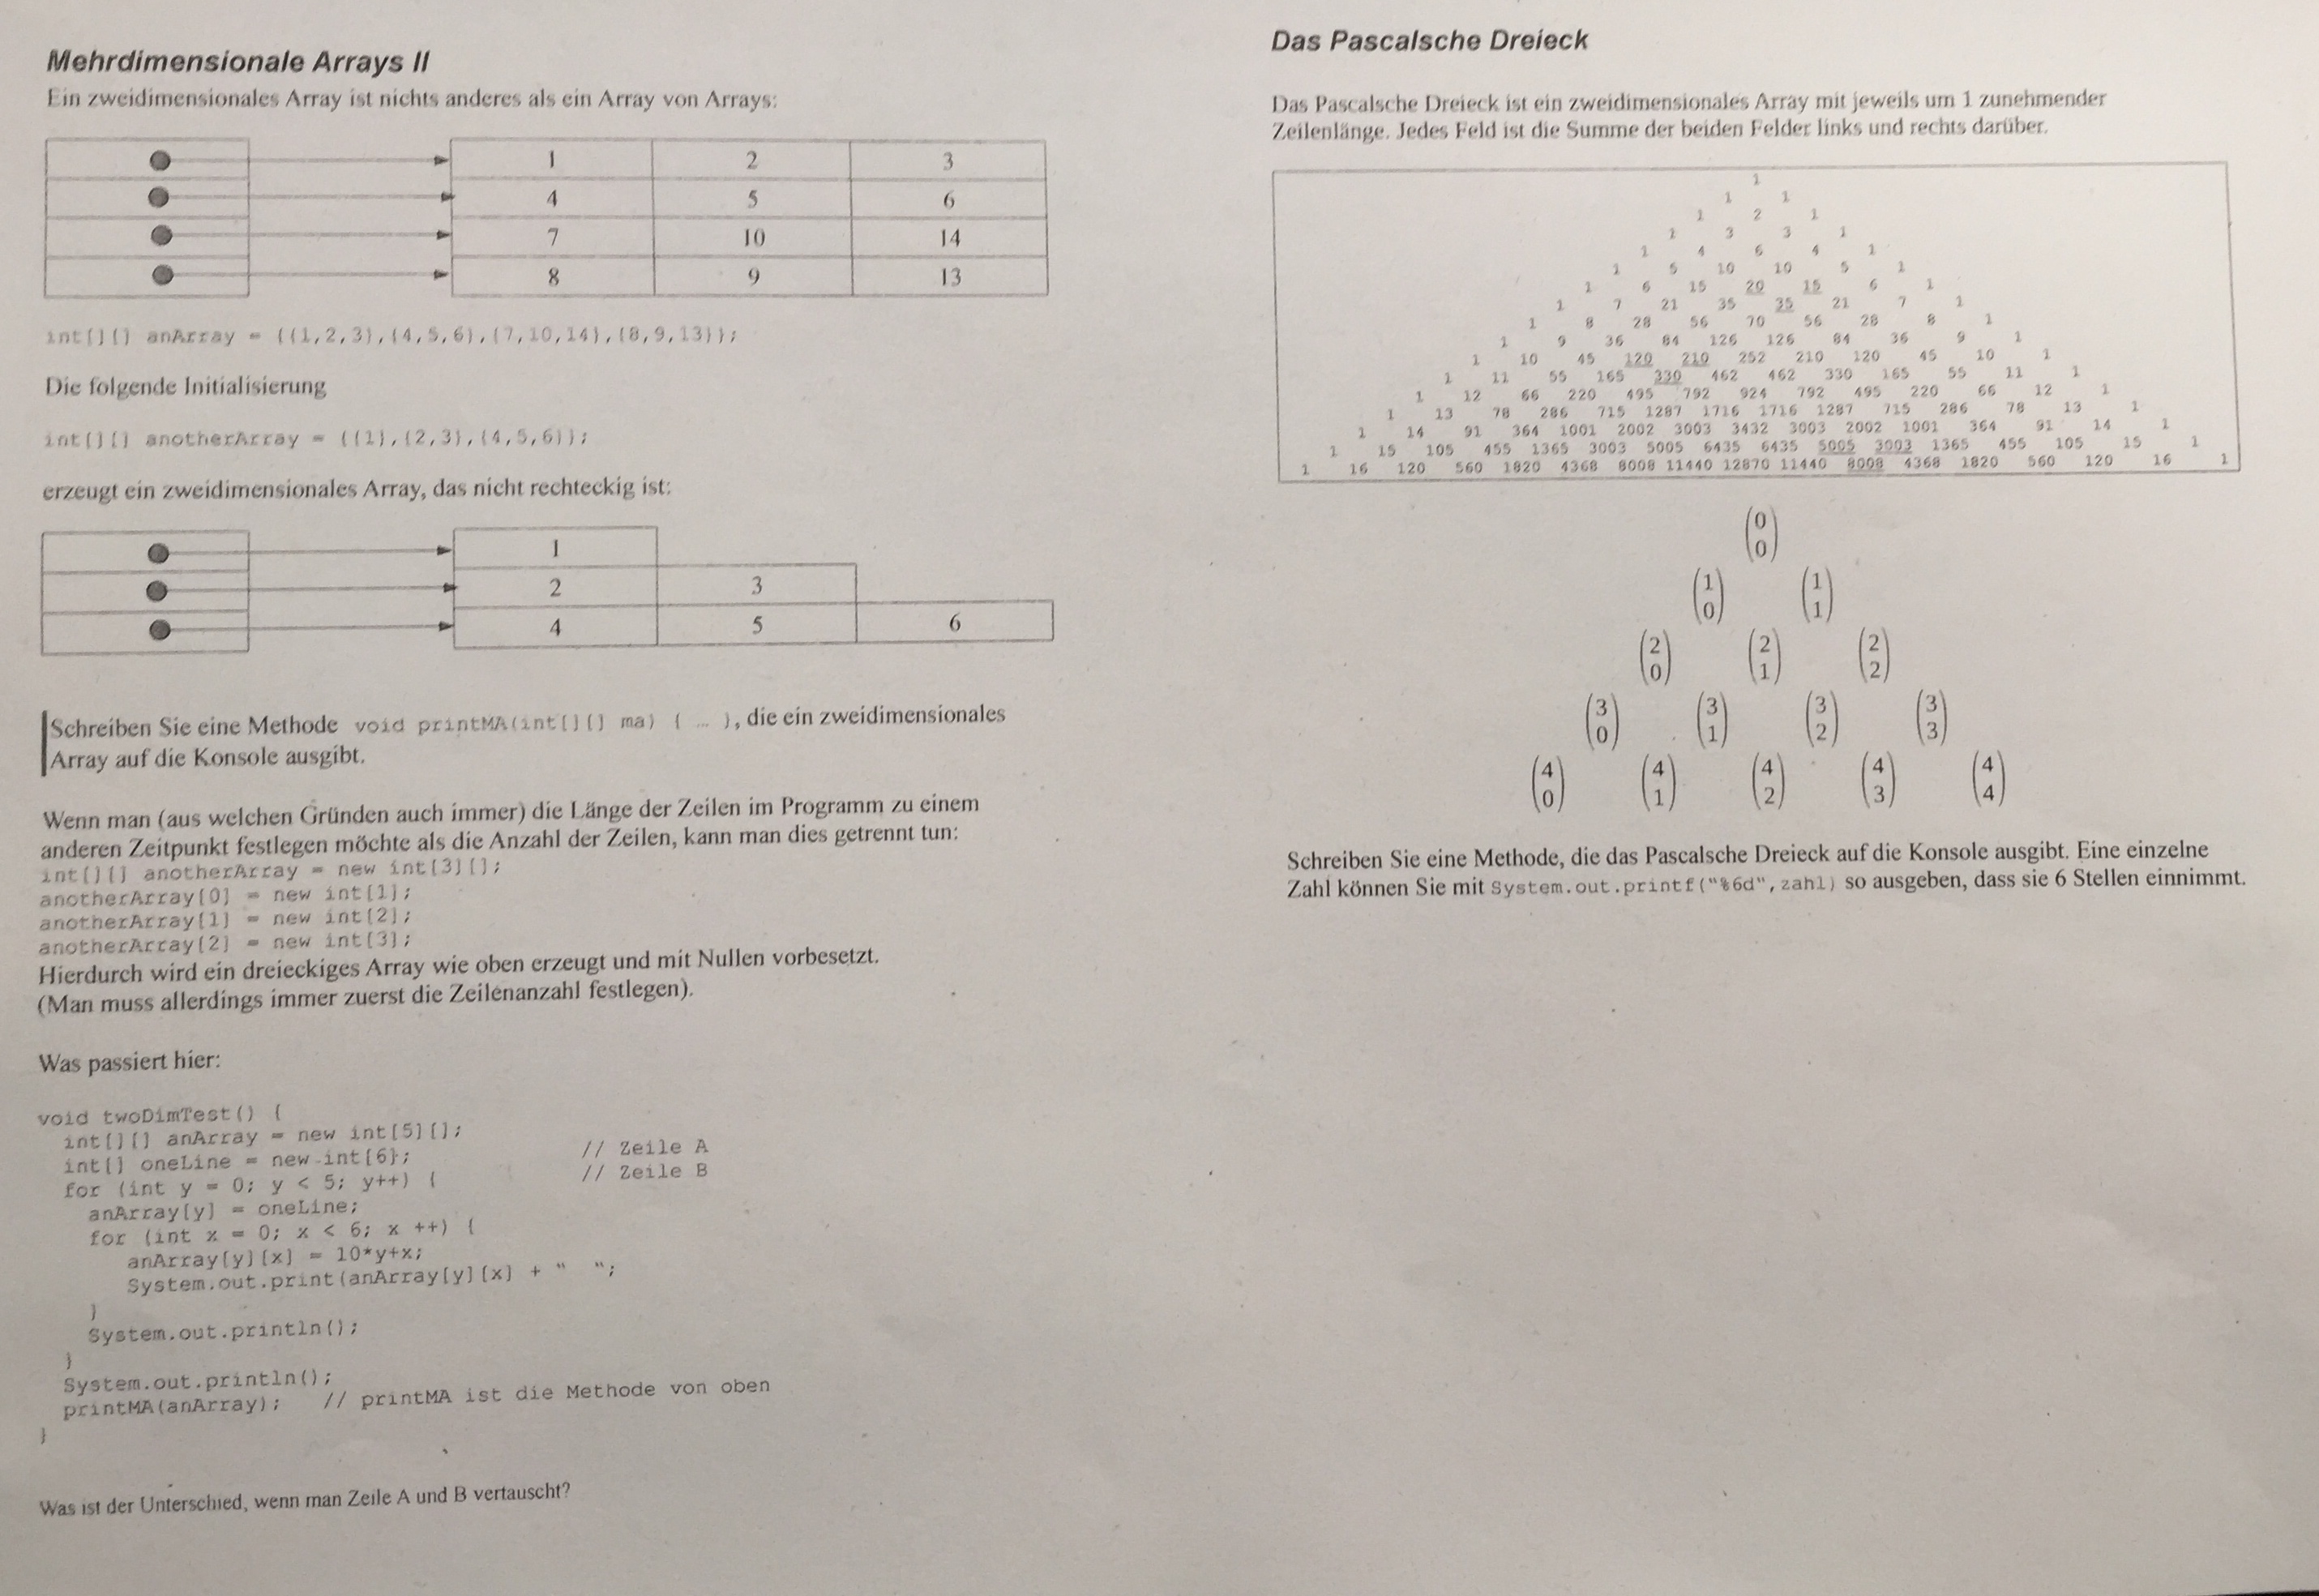 Mehrdimensionale Arrays II
Ein zweidimensionales Array ist nichts anderes als ein Array von Arrays:
1 2 3
4 5 6
7 10 14
8 9 13
int[][] anArray = {{1,2,3},{4,5,6},{7,10,14},{8,9,13}};
Die folgende Initialisierung
int[][] anotherArray = {{1},{2,3},{4,5,6}};
erzeugt ein zweidimensionales Array, das nicht rechteckig ist:
1
2 3
4 5 6
Schreiben Sie eine Methode void printMA(int[][] ma) { … }, die ein zweidimensionales
Array auf die Konsole ausgibt.
Wenn man (aus welchen Gründen auch immer) die Länge der Zeilen im Programm zu einem
anderen Zeitpunkt festlegen möchte als die Anzahl der Zeilen, kann man dies getrennt tun:
int[][] anotherArray = new int[3][];
anotherArray[0] = new int[1];
anotherArray[1] = new int[2];
anotherArray[2] = new int[3];
Hierdurch wird ein dreieckiges Array wie oben erzeugt und mit Nullen vorbesetzt.
(Man muss allerdings immer zuerst die Zeilenanzahl festlegen).
Was passiert hier:
void twoDimTest() {
int[][] anArray = new int[5][];
int[] oneLine = new int[6]; // Zeile A
for (int y = 0; y < 5; y++) { // Zeile B
anArray[y] = oneLine;
for (int x = 0; x < 6; x ++) {
anArray[y][x] = 10*y+x;
System.out.print(anArray[y][x] + "  ";
}
System.out.println();
}
System.out.println();
printMA(anArray); // printMA ist die Methode von oben
}
Was ist der Unterschied, wenn man Zeile A und B vertauscht?
Das Pascalsche Dreieck
Das Pascalsche Dreieck ist ein zweidimensionales Array mit jeweils um 1 zunehmender
Zeilenlänge. Jedes Feld ist die Summe der beiden Felder links und rechts darüber.
1
1 1
1 2 1
1 3 3 1
1 4 6 4 1
1 5 10 10 5 1
1 6 15 20 15 6 1
1 7 21 35 35 21 7 1
1 8 28 56 70 56 28 8 1
1 9 36 84 126 126 84 36 9 1
1 10 45 120 210 252 210 120 45 10 1
1 11 55 165 330 462 462 330 165 55 11 1
1 12 66 220 495 792 924 792 495 220 66 12 1
1 13 78 286 715 1287 1716 1716 1287 715 286 78 13 1
1 14 91 364 1001 2002 3003 3432 3003 2002 1001 364 91 14 1
1 15 105 455 1365 3003 5005 6435 6435 5005 3003 1365 455 105 15 1
1 16 120 560 1820 4368 8008 11440 12870 11440 8008 4368 1820 560 120 16 1
0
0
1 1
0 1
2 2 2
0 1 2
3 3 3 3
0 1 2 3
4 4 4 4 4
0 1 2 3 4
Schreiben Sie eine Methode, die das Pascalsche Dreieck auf die Konsole ausgibt. Eine einzelne
Zahl können Sie mit System.out.printf("%6d",zahl) so ausgeben, dass sie 6 Stellen einnimmt.